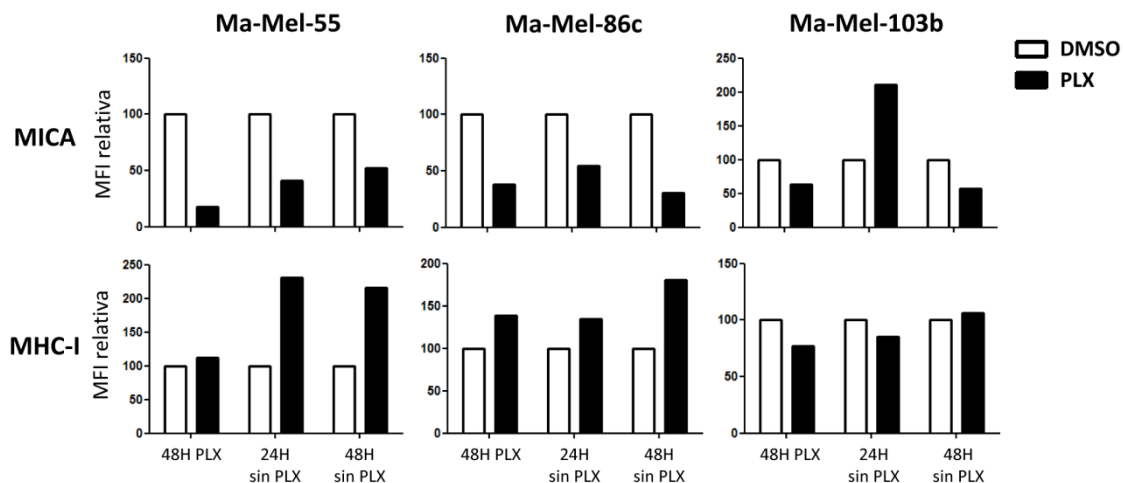 Ma-Mel-55
Ma-Mel-86c
Ma-Mel-103b
DMSO
PLX
MICA
MFI relativa
150
100
50
0
150
100
50
0
250
200
150
100
50
0
MHC-I
MFI relativa
250
200
150
100
50
0
200
150
100
50
0
150
100
50
0
48H PLX
24H
sin PLX
48H
sin PLX
48H PLX
24H
sin PLX
48H
sin PLX
48H PLX
24H
sin PLX
48H
sin PLX